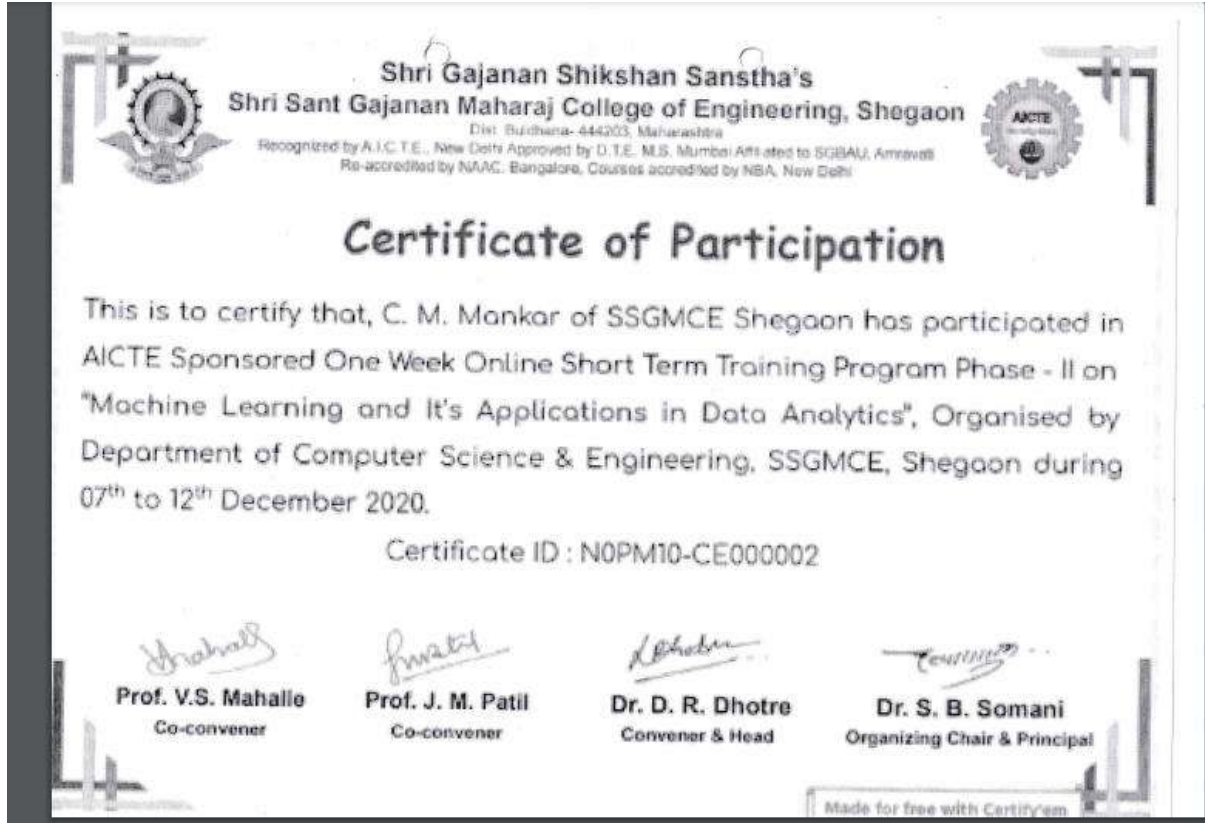 Shri Gajanan Shikshan Sanstha's
Shri Sant Gajanan Maharaj College of Engineering, Shegaon
Dist. Buldhana- 444203, Maharashtra
Recognized by A.I.C.T.E., New Delhi Approved by D.T.E. M.S. Mumbai Affiliated to SGBAU, Amravati
Re-accredited by NAAC, Bangalore, Courses accredited by NBA, New Delhi
AICTE
Certificate of Participation
This is to certify that, C. M. Mankar of SSGMCE Shegaon has participated in
AICTE Sponsored One Week Online Short Term Training Program Phase - II on
"Machine Learning and It's Applications in Data Analytics", Organised by
Department of Computer Science & Engineering, SSGMCE, Shegaon during
07th to 12th December 2020.
Certificate ID : N0PM10-CE000002
Prof. V.S. Mahalle Prof. J. M. Patil Dr. D. R. Dhotre Dr. S. B. Somani
Co-convener Co-convener Convener & Head Organizing Chair & Principal
Made for free with Certify'em